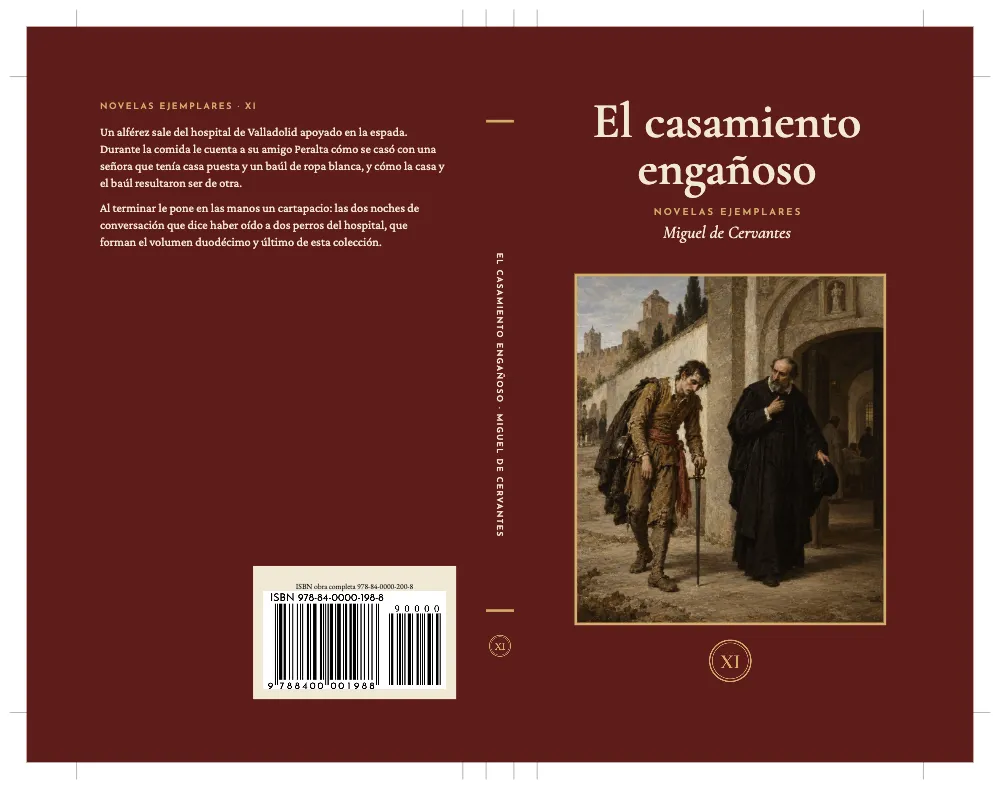 NOVELAS EJEMPLARES · XI
Un alférez sale del hospital de Valladolid apoyado en la espada.
Durante la comida le cuenta a su amigo Peralta cómo se casó con una
señora que tenía casa puesta y un baúl de ropa blanca, y cómo la casa y
el baúl resultaron ser de otra.
Al terminar le pone en las manos un cartapacio: las dos noches de
conversación que dice haber oído a dos perros del hospital, que
forman el volumen duodécimo y último de esta colección.
ISBN obra completa 978-84-0000-200-8
ISBN 978-84-0000-198-8
90000
9 788400 001988
EL CASAMIENTO ENGAÑOSO · MIGUEL DE CERVANTES
XI
El casamiento
engañoso
NOVELAS EJEMPLARES
Miguel de Cervantes
XI